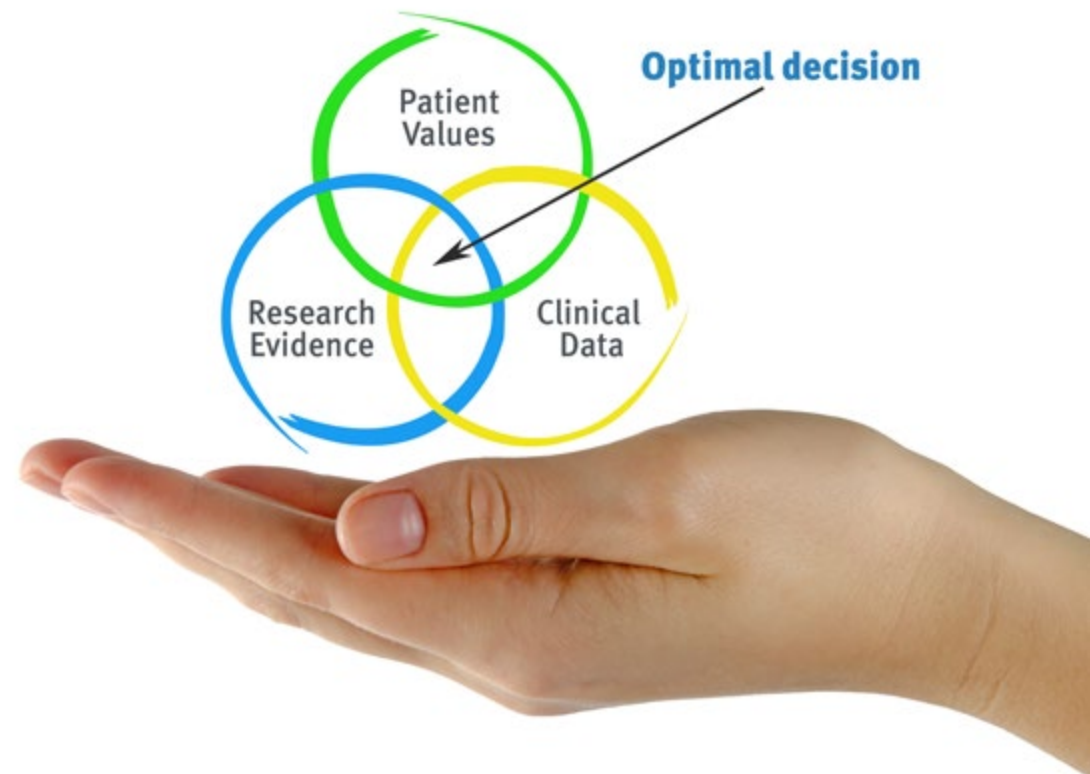 Optimal decision
Patient
Values
Research
Evidence
Clinical
Data